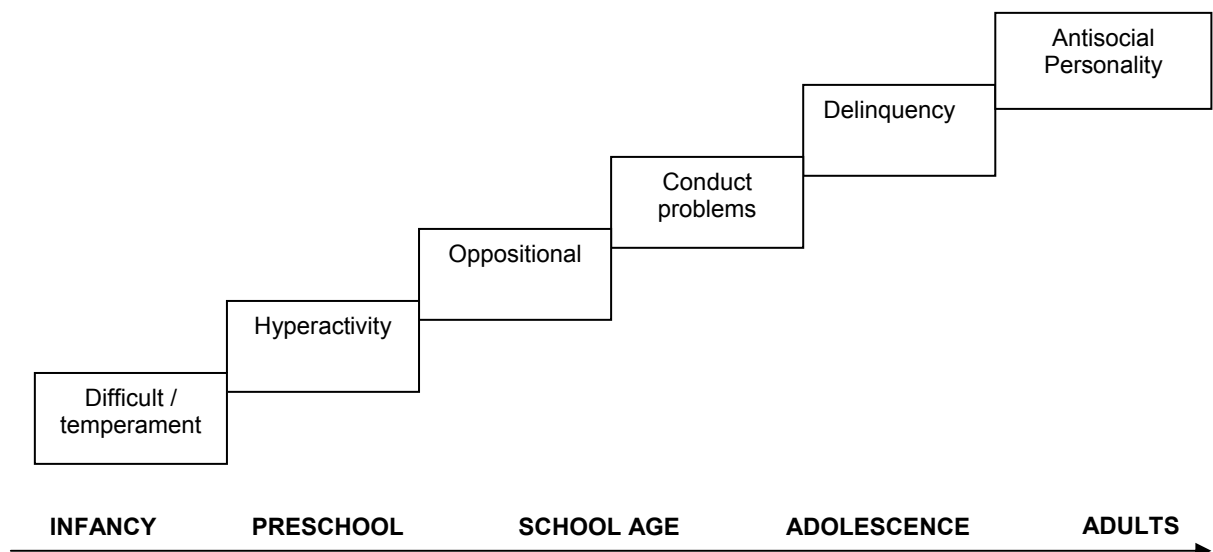 Antisocial
Personality
Delinquency
Conduct
problems
Oppositional
Hyperactivity
Difficult /
temperament
INFANCY PRESCHOOL SCHOOL AGE ADOLESCENCE ADULTS